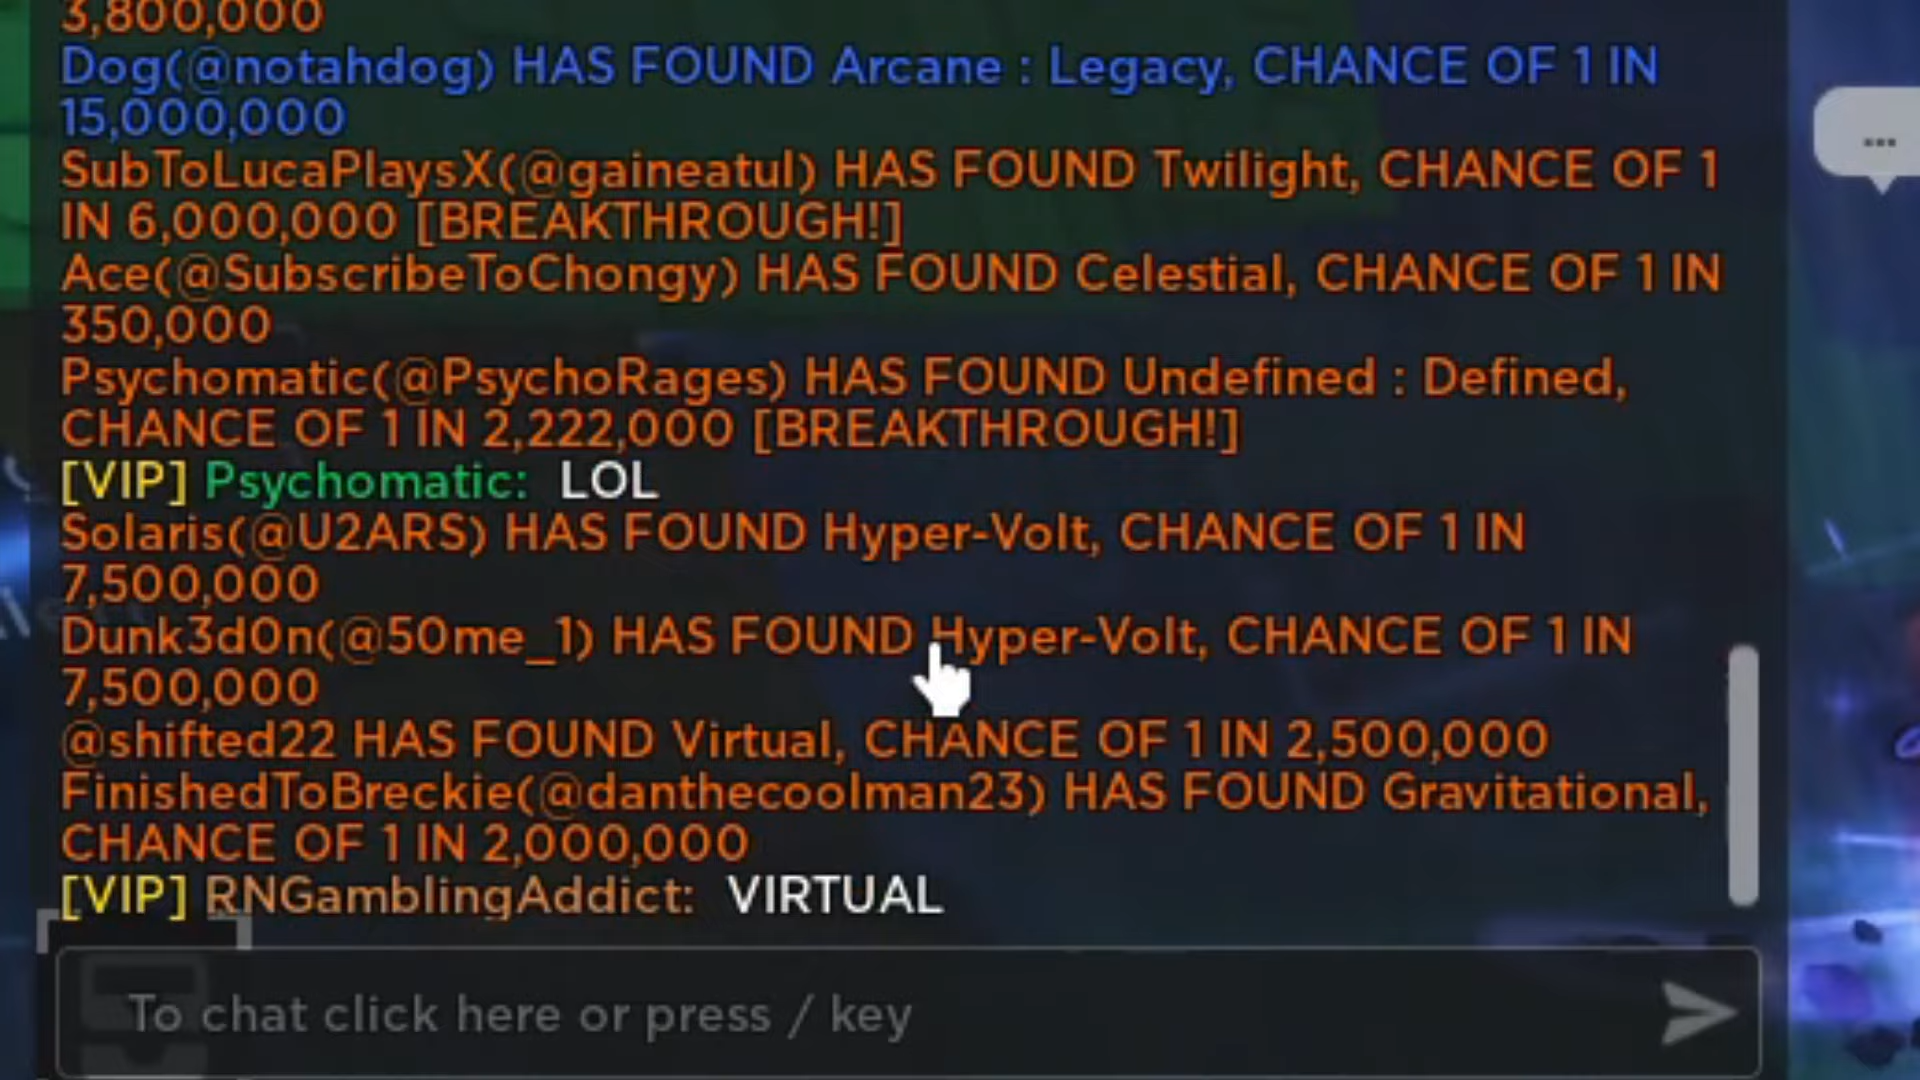 3,800,000
Dog(@notahdog) HAS FOUND Arcane : Legacy, CHANCE OF 1 IN
15,000,000
SubToLucaPlaysX(@gaineatul) HAS FOUND Twilight, CHANCE OF 1
IN 6,000,000 [BREAKTHROUGH!]
Ace(@SubscribeToChongy) HAS FOUND Celestial, CHANCE OF 1 IN
350,000
Psychomatic(@PsychoRages) HAS FOUND Undefined : Defined,
CHANCE OF 1 IN 2,222,000 [BREAKTHROUGH!]
[VIP] Psychomatic: LOL
Solaris(@U2ARS) HAS FOUND Hyper-Volt, CHANCE OF 1 IN
7,500,000
Dunk3d0n(@50me_1) HAS FOUND Hyper-Volt, CHANCE OF 1 IN
7,500,000
@shifted22 HAS FOUND Virtual, CHANCE OF 1 IN 2,500,000
FinishedToBreckie(@danthecoolman23) HAS FOUND Gravitational,
CHANCE OF 1 IN 2,000,000
[VIP] RNGamblingAddict: VIRTUAL
To chat click here or press / key
...